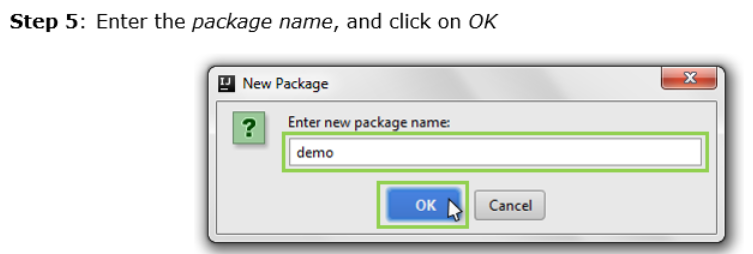 Step 5: Enter the package name, and click on OK
IJ New Package
Enter new package name:
demo
OK Cancel